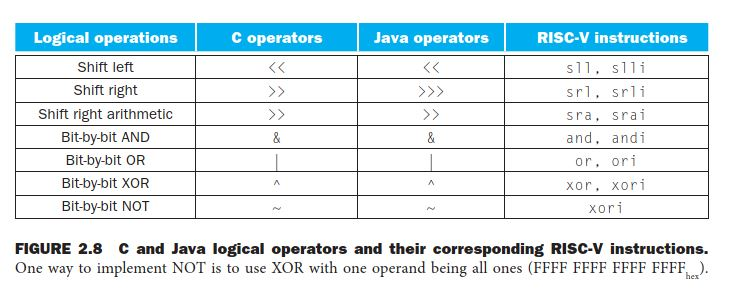 Logical operations C operators Java operators RISC-V instructions
Shift left << << sll, slli
Shift right >> >>> srl, srli
Shift right arithmetic >> >> sra, srai
Bit-by-bit AND & & and, andi
Bit-by-bit OR | | or, ori
Bit-by-bit XOR ^ ^ xor, xori
Bit-by-bit NOT ~ ~ xori
FIGURE 2.8 C and Java logical operators and their corresponding RISC-V instructions.
One way to implement NOT is to use XOR with one operand being all ones (FFFF FFFF FFFF FFFFhex).